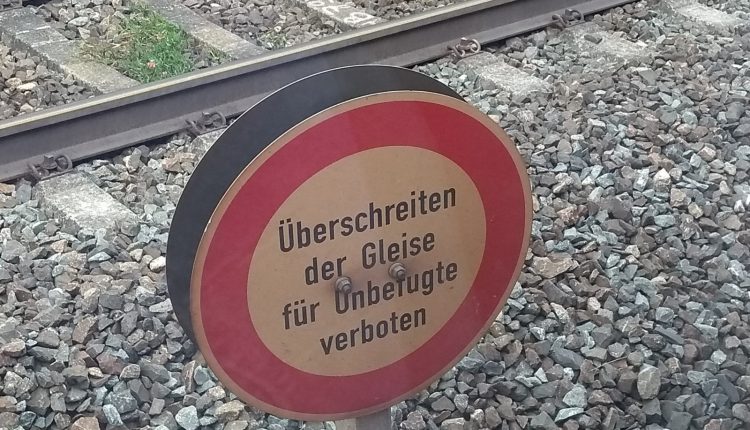 Überschreiten
der Gleise
für Unbefugte
verboten